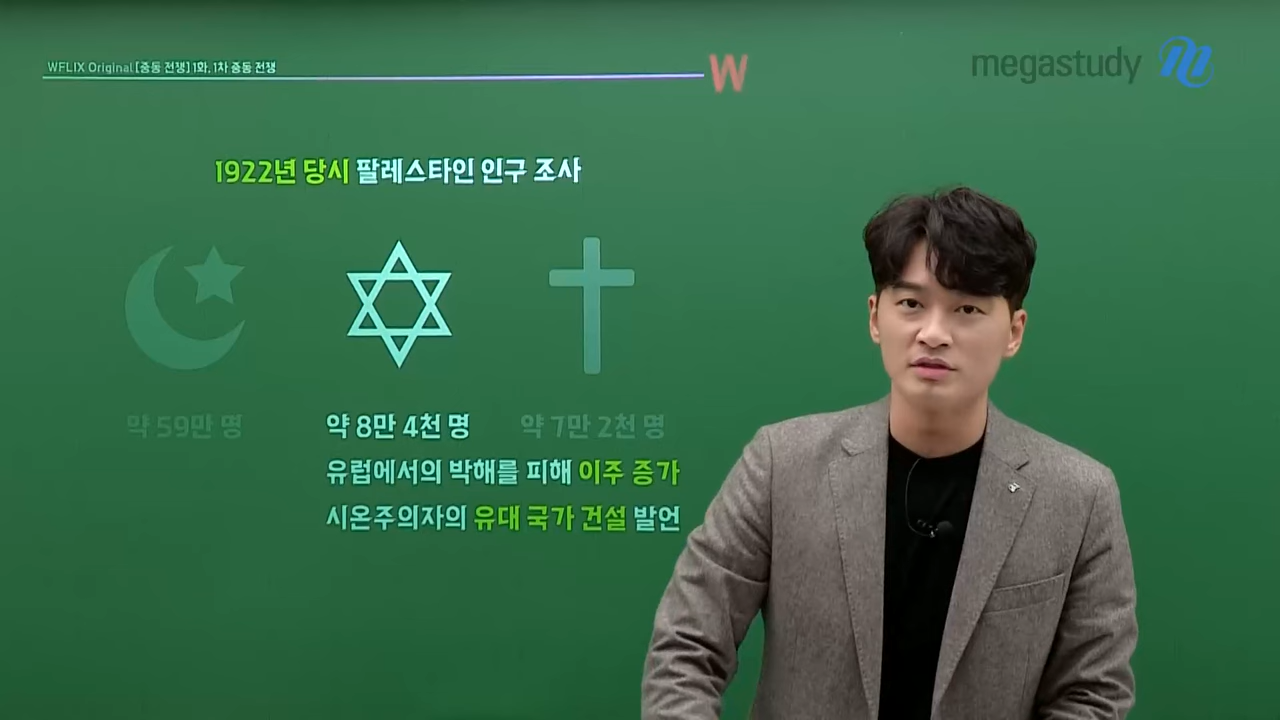 WFLIX Original [중동 전쟁] 1화. 1차 중동 전쟁
W
megastudy
1922년 당시 팔레스타인 인구 조사
약 59만 명
약 8만 4천 명
약 7만 2천 명
유럽에서의 박해를 피해 이주 증가
시온주의자의 유대 국가 건설 발언